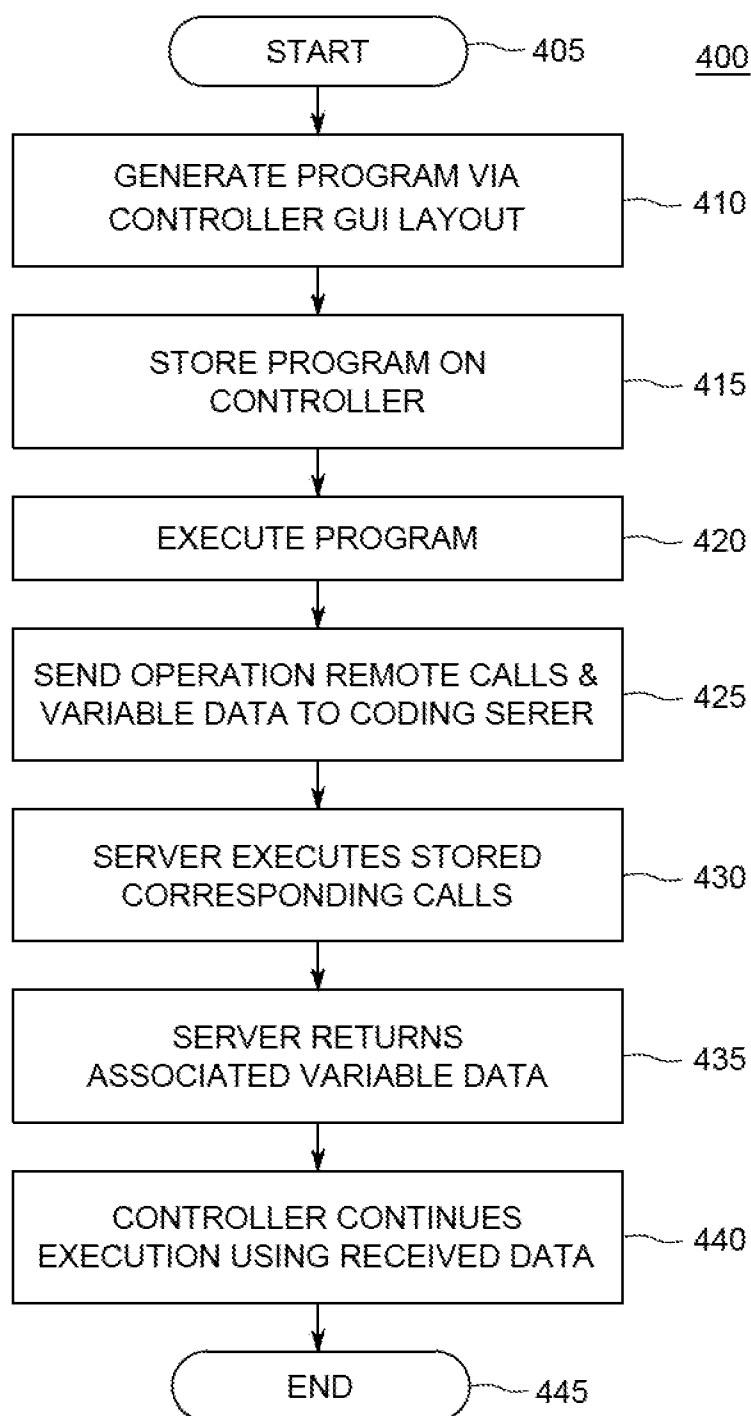 START
405
400
GENERATE PROGRAM VIA
CONTROLLER GUI LAYOUT
410
STORE PROGRAM ON
CONTROLLER
415
EXECUTE PROGRAM
420
SEND OPERATION REMOTE CALLS &
VARIABLE DATA TO CODING SERER
425
SERVER EXECUTES STORED
CORRESPONDING CALLS
430
SERVER RETURNS
ASSOCIATED VARIABLE DATA
435
CONTROLLER CONTINUES
EXECUTION USING RECEIVED DATA
440
END
445